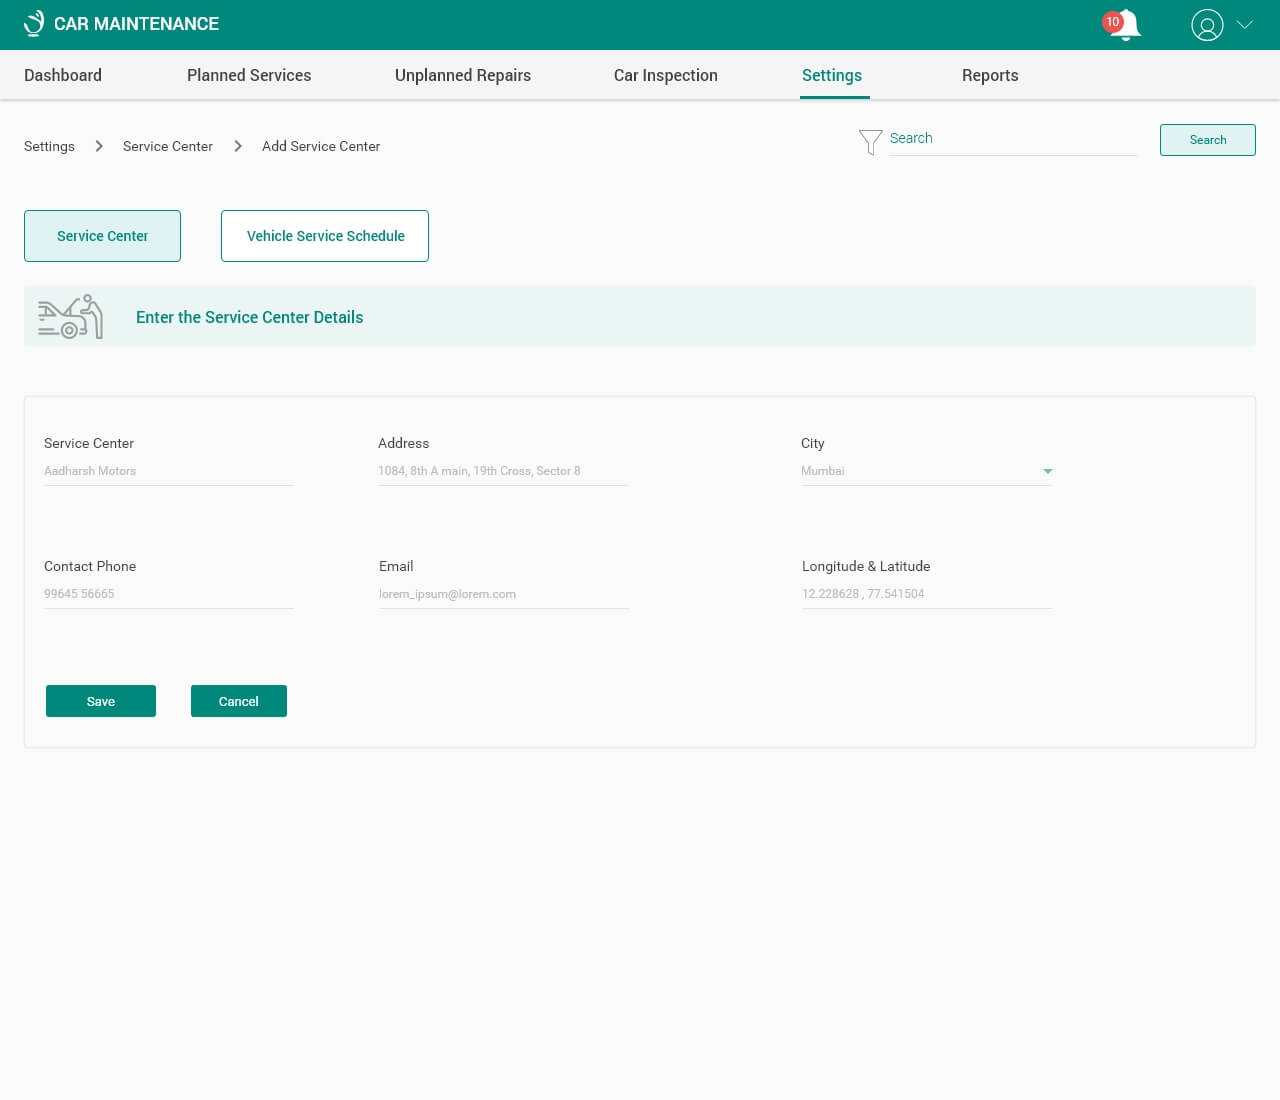 CAR MAINTENANCE
10
Dashboard Planned Services Unplanned Repairs Car Inspection Settings Reports
Settings Service Center Add Service Center
Search
Search
Service Center Vehicle Service Schedule
Enter the Service Center Details
Service Center Address City
Aadharsh Motors 1084, 8th A main, 19th Cross, Sector 8 Mumbai
Contact Phone Email Longitude & Latitude
99645 56665 lorem_ipsum@lorem.com 12.228628 , 77.541504
Save Cancel